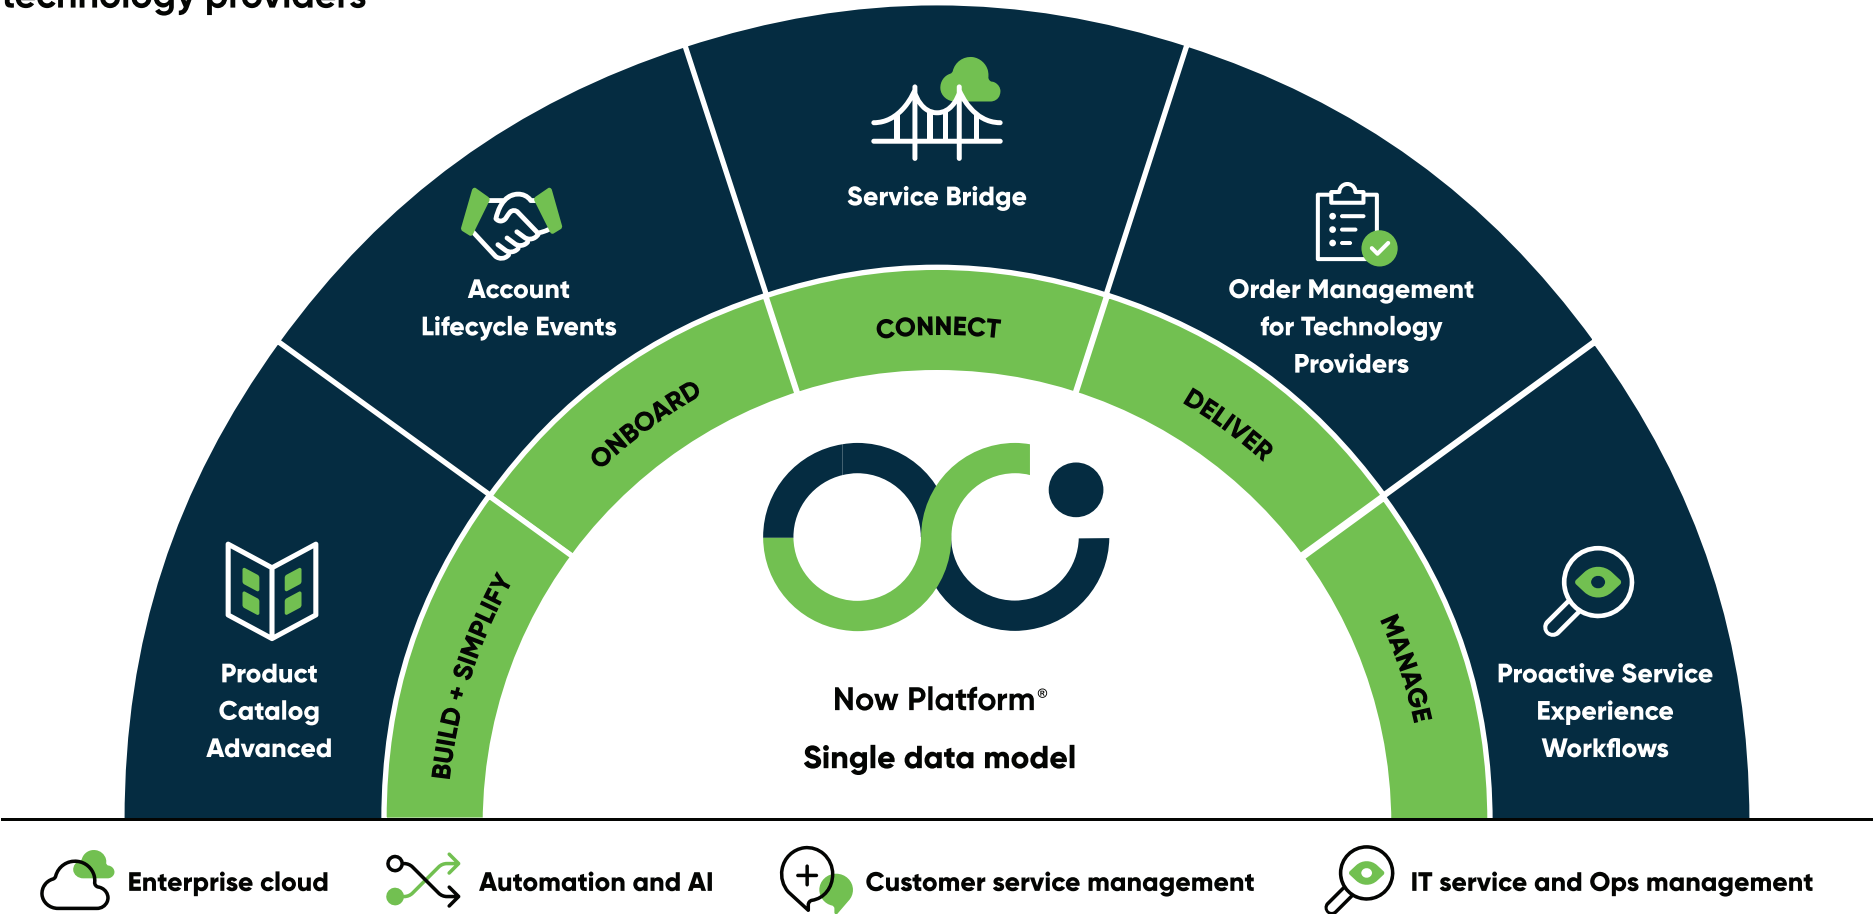 technology providers
Service Bridge
Account
Lifecycle Events
Order Management
for Technology
Providers
CONNECT
ONBOARD
DELIVER
BUILD + SIMPLIFY
MANAGE
Product
Catalog
Advanced
Proactive Service
Experience
Workflows
Now Platform®
Single data model
Enterprise cloud
Automation and AI
Customer service management
IT service and Ops management